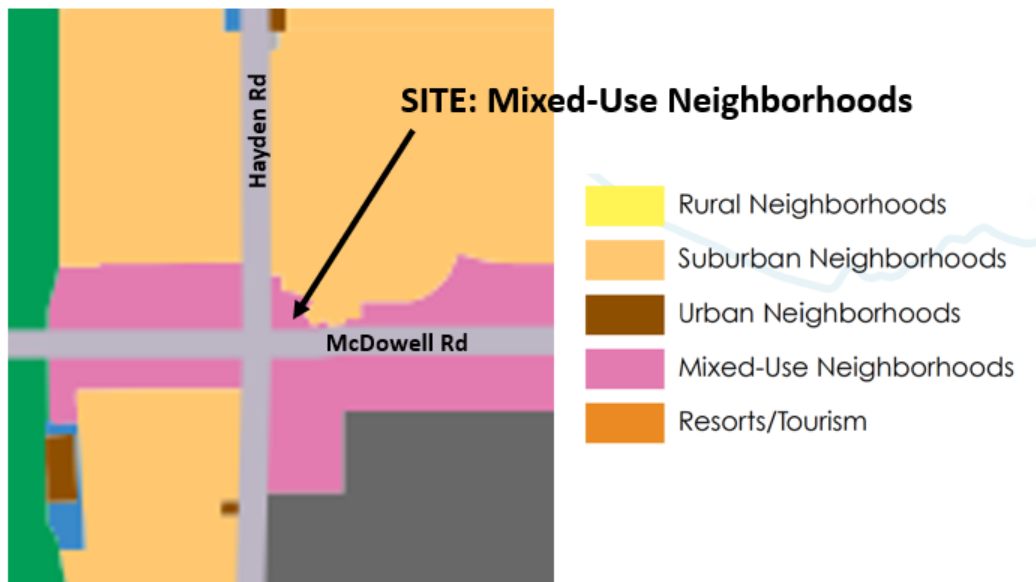 SITE: Mixed-Use Neighborhoods
Hayden Rd
McDowell Rd
Rural Neighborhoods
Suburban Neighborhoods
Urban Neighborhoods
Mixed-Use Neighborhoods
Resorts/Tourism